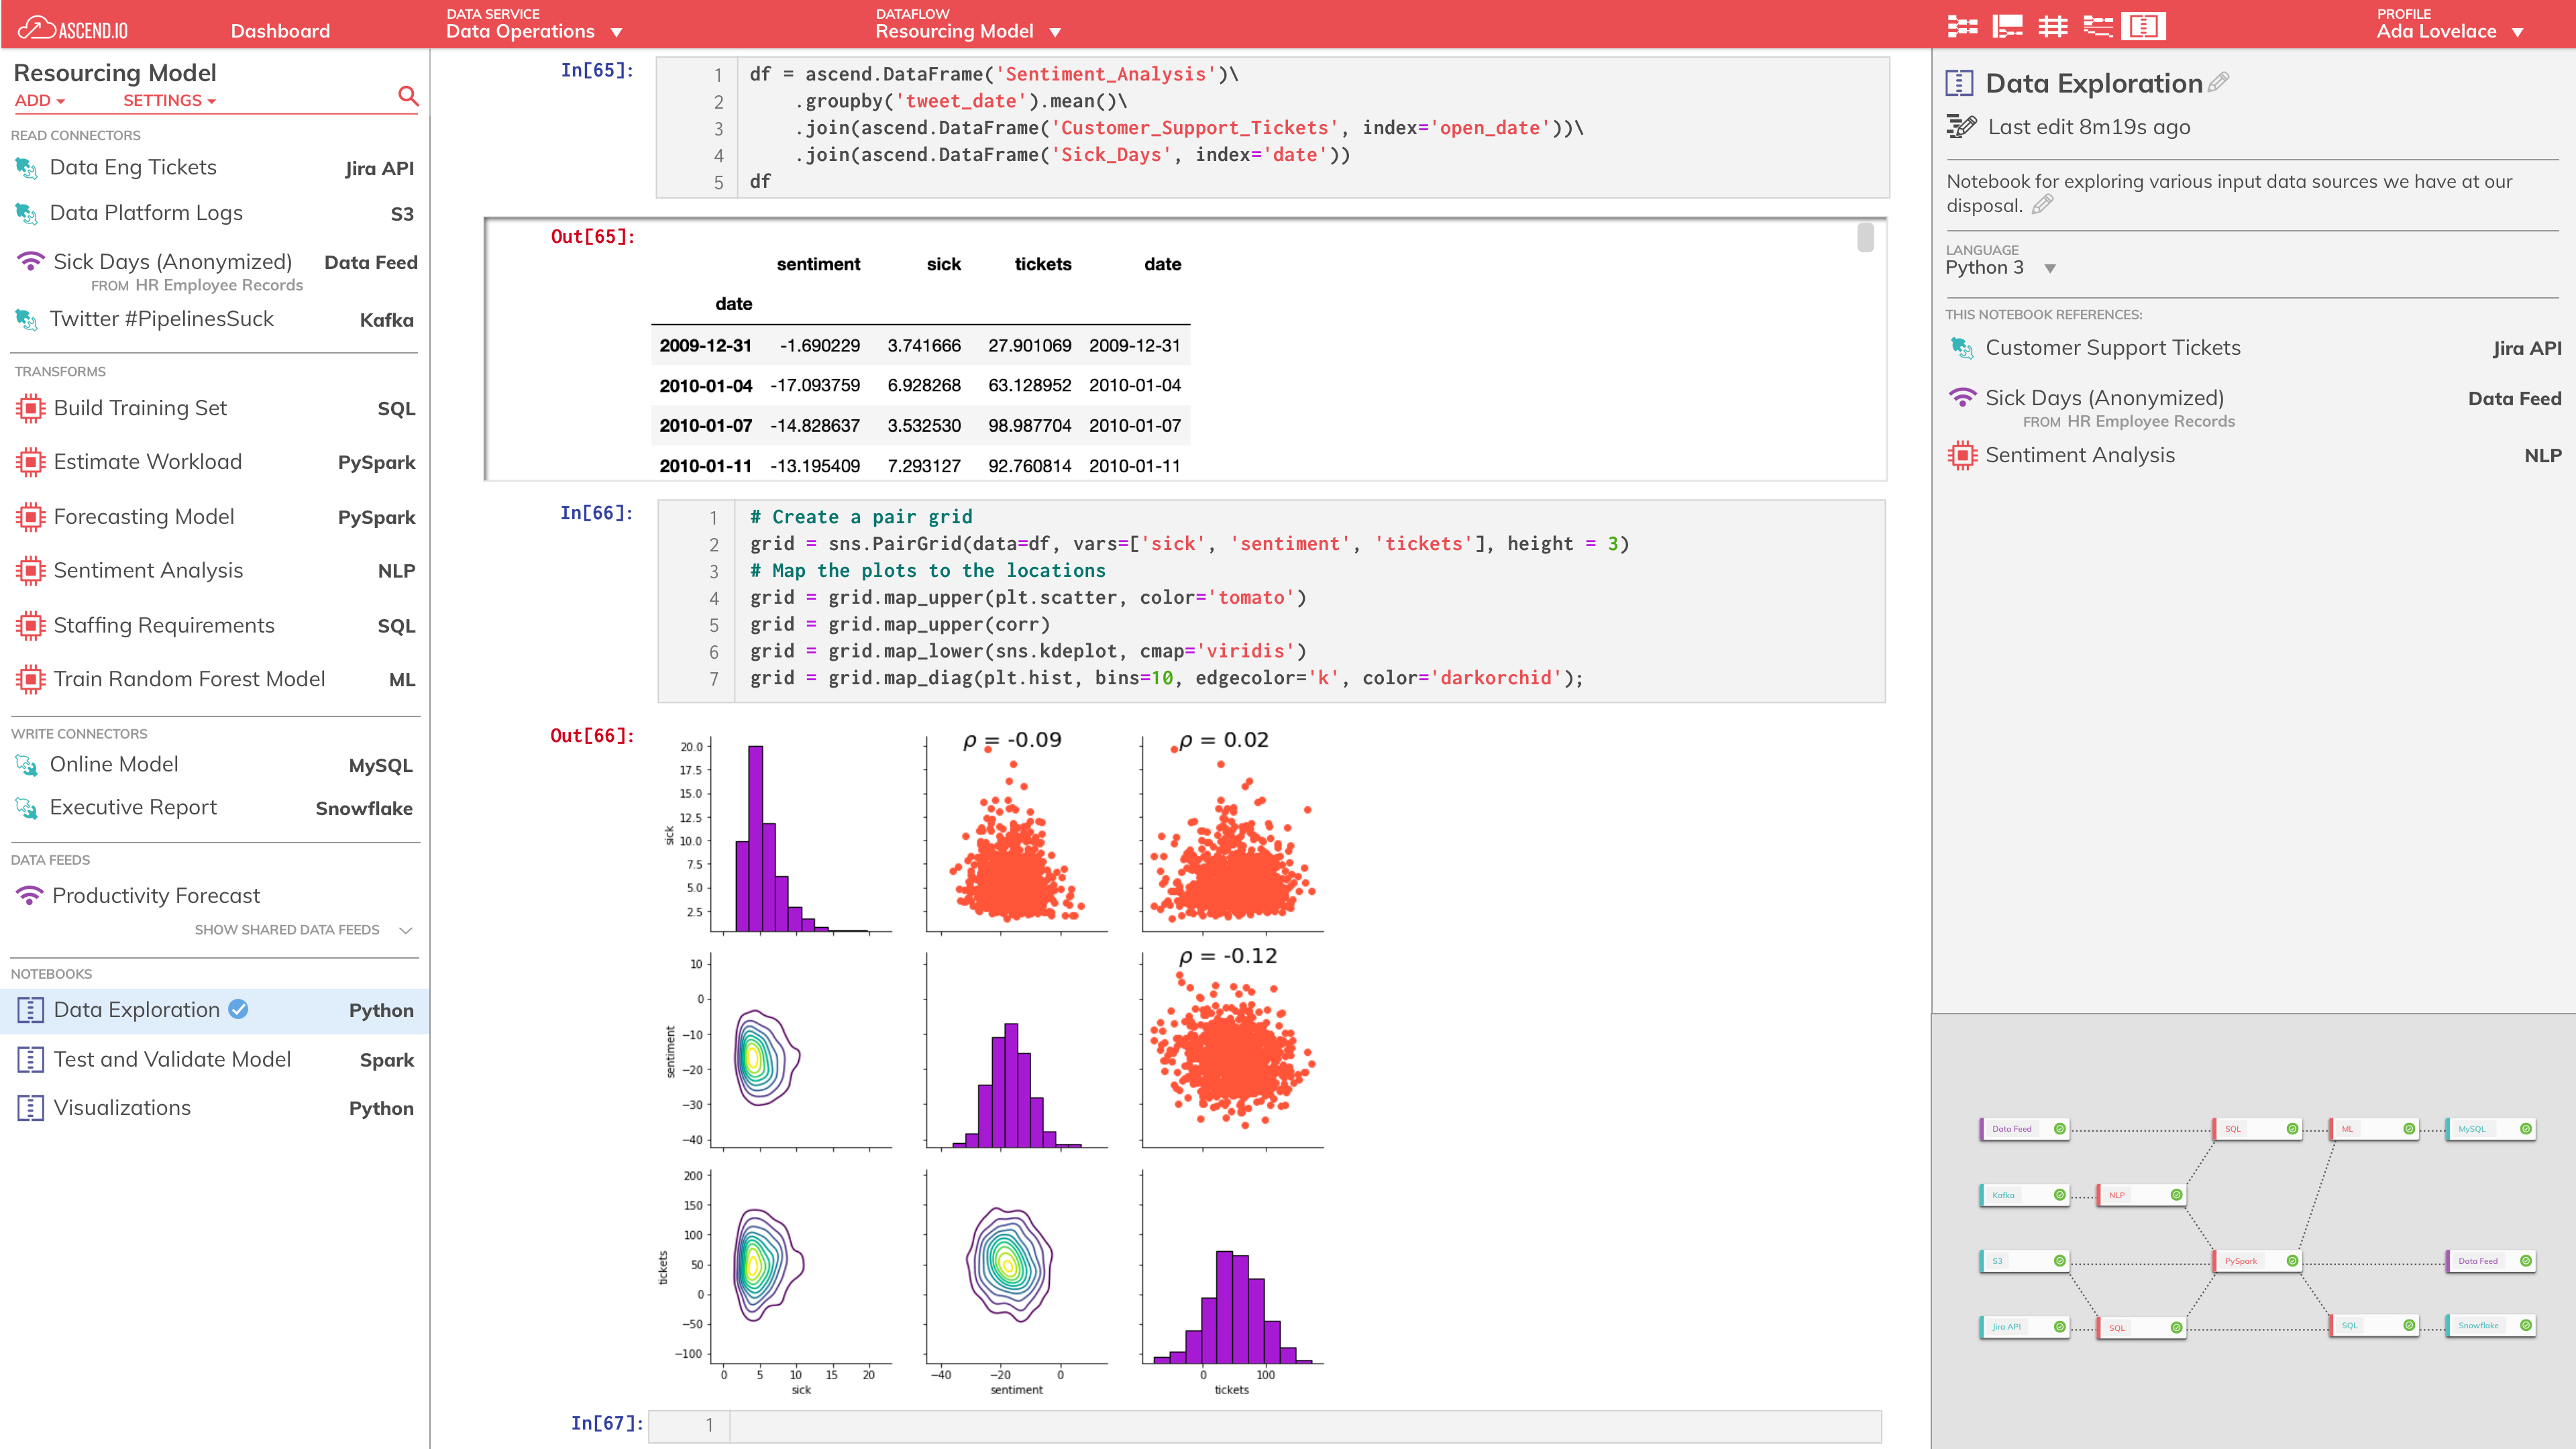 ASCEND.IO
Dashboard
DATA SERVICE
Data Operations
DATAFLOW
Resourcing Model
PROFILE
Ada Lovelace
Resourcing Model
ADD
SETTINGS
READ CONNECTORS
Data Eng Tickets Jira API
Data Platform Logs S3
Sick Days (Anonymized) Data Feed
FROM HR Employee Records
Twitter #PipelinesSuck Kafka
TRANSFORMS
Build Training Set SQL
Estimate Workload PySpark
Forecasting Model PySpark
Sentiment Analysis NLP
Staffing Requirements SQL
Train Random Forest Model ML
WRITE CONNECTORS
Online Model MySQL
Executive Report Snowflake
DATA FEEDS
Productivity Forecast
SHOW SHARED DATA FEEDS
NOTEBOOKS
Data Exploration Python
Test and Validate Model Spark
Visualizations Python
In[65]:
1 df = ascend.DataFrame('Sentiment_Analysis')\
2 .groupby('tweet_date').mean()\
3 .join(ascend.DataFrame('Customer_Support_Tickets', index='open_date'))\
4 .join(ascend.DataFrame('Sick_Days', index='date'))
5 df
Out[65]:
sentiment sick tickets date
date
2009-12-31 -1.690229 3.741666 27.901069 2009-12-31
2010-01-04 -17.093759 6.928268 63.128952 2010-01-04
2010-01-07 -14.828637 3.532530 98.987704 2010-01-07
2010-01-11 -13.195409 7.293127 92.760814 2010-01-11
In[66]:
1 # Create a pair grid
2 grid = sns.PairGrid(data=df, vars=['sick', 'sentiment', 'tickets'], height = 3)
3 # Map the plots to the locations
4 grid = grid.map_upper(plt.scatter, color='tomato')
5 grid = grid.map_upper(corr)
6 grid = grid.map_lower(sns.kdeplot, cmap='viridis')
7 grid = grid.map_diag(plt.hist, bins=10, edgecolor='k', color='darkorchid');
Out[66]:
ρ = -0.09
ρ = 0.02
20.0
17.5
15.0
12.5
10.0
7.5
5.0
2.5
sick
ρ = -0.12
10
0
−10
−20
−30
−40
sentiment
200
150
100
50
0
−50
−100
tickets
0 5 10 15 20
sick
−40 −20 0
sentiment
0 100
tickets
In[67]:
1
Data Exploration
Last edit 8m19s ago
Notebook for exploring various input data sources we have at our
disposal.
LANGUAGE
Python 3
THIS NOTEBOOK REFERENCES:
Customer Support Tickets Jira API
Sick Days (Anonymized) Data Feed
FROM HR Employee Records
Sentiment Analysis NLP
Data Feed SQL ML MySQL
Kafka NLP
S3 PySpark Data Feed
Jira API SQL SQL Snowflake